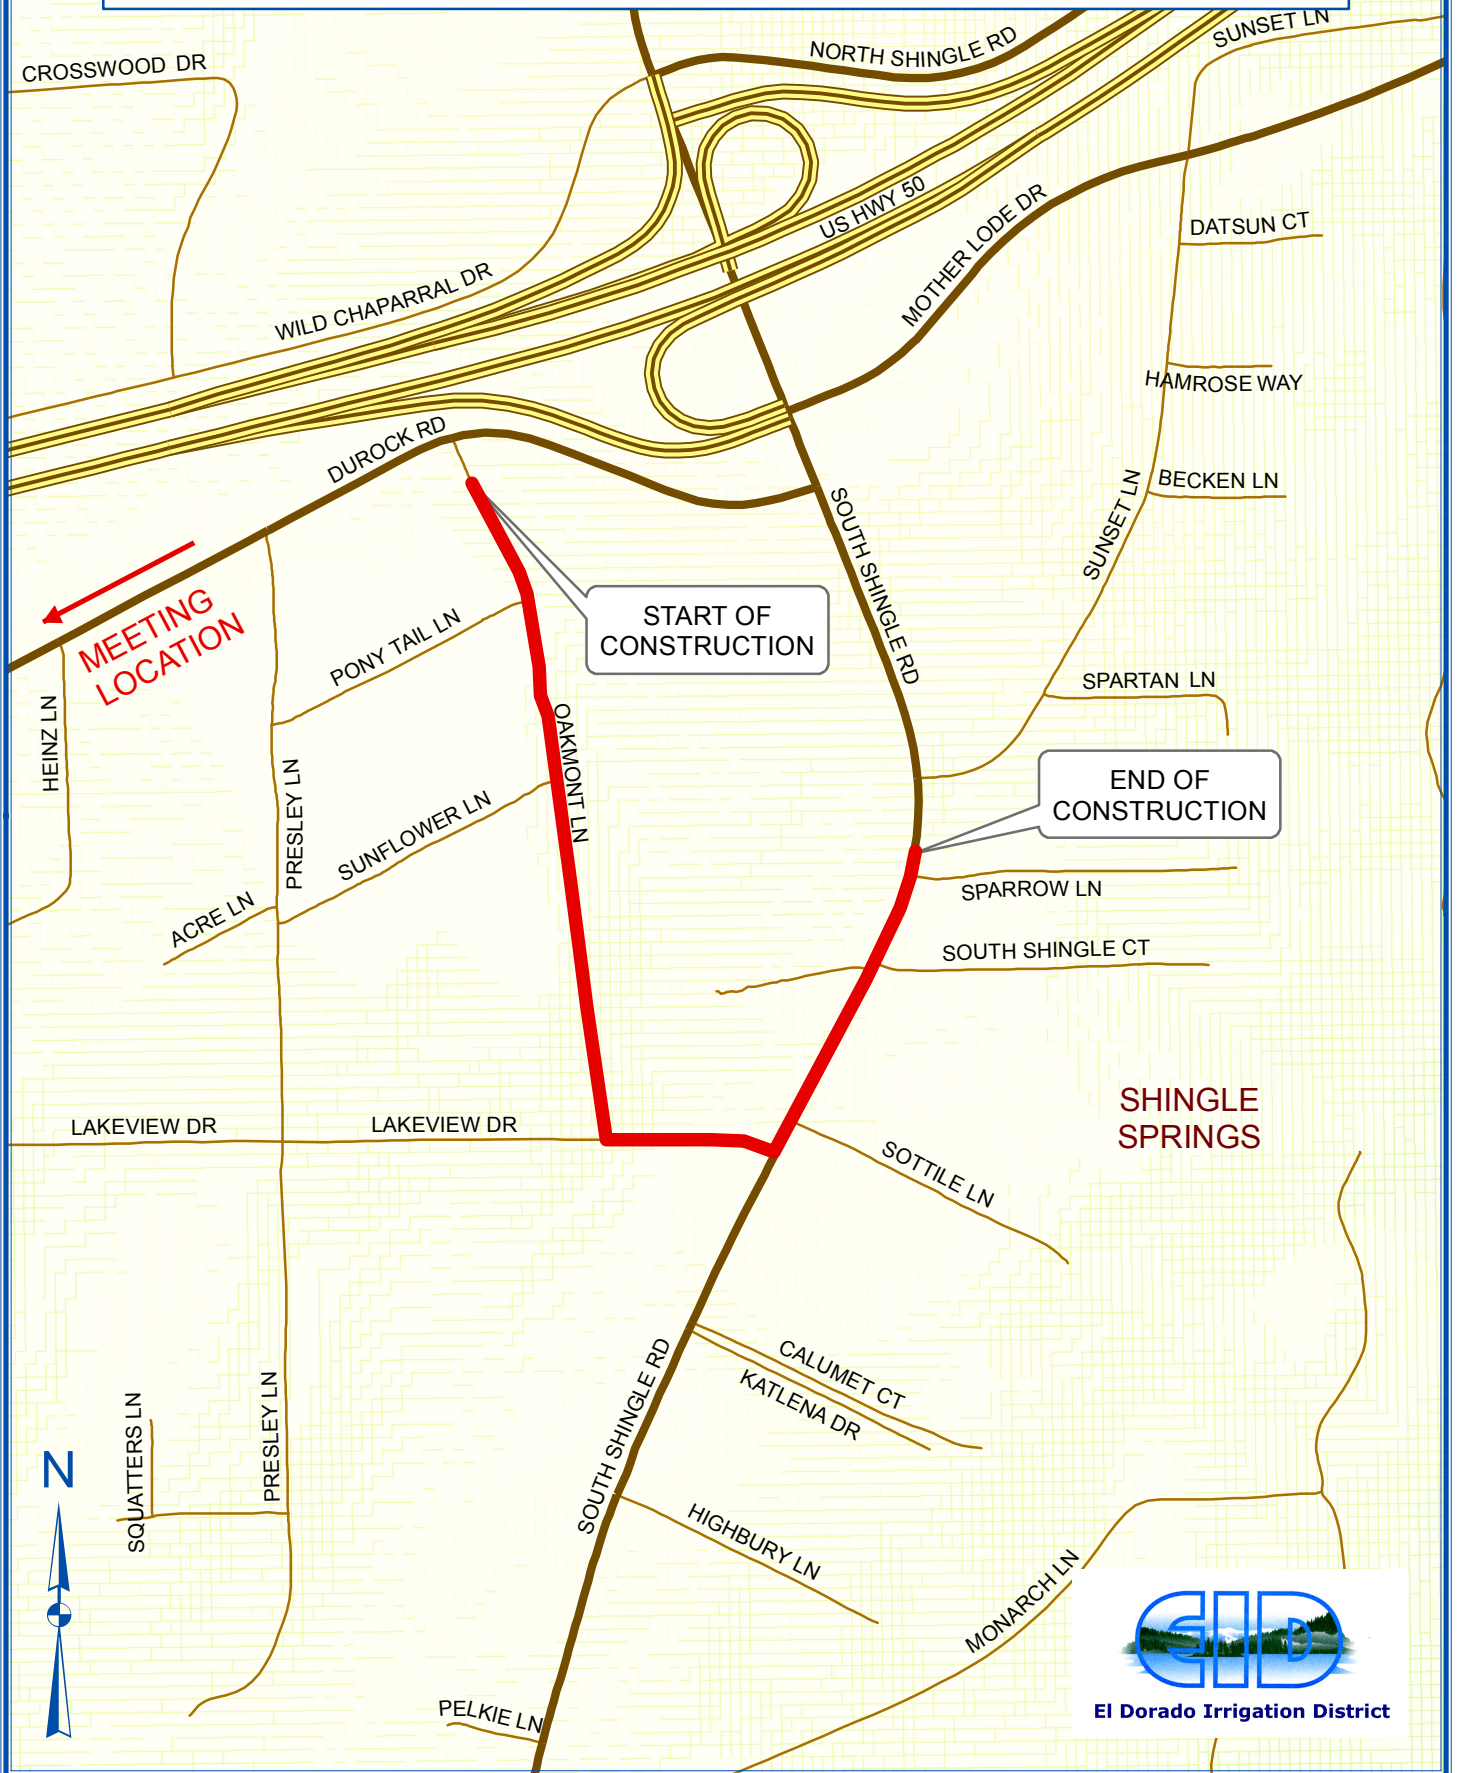 SUNSET LN
NORTH SHINGLE RD
CROSSWOOD DR
US HWY 50
MOTHER LODE DR
DATSUN CT
WILD CHAPARRAL DR
HAMROSE WAY
DUROCK RD
BECKEN LN
SUNSET LN
SOUTH SHINGLE RD
START OF
CONSTRUCTION
MEETING
LOCATION
PONY TAIL LN
SPARTAN LN
HEINZ LN
OAKMONT LN
END OF
CONSTRUCTION
PRESLEY LN
SUNFLOWER LN
SPARROW LN
ACRE LN
SOUTH SHINGLE CT
SHINGLE
SPRINGS
LAKEVIEW DR
LAKEVIEW DR
SOTTILE LN
CALUMET CT
KATLENA DR
SOUTH SHINGLE RD
PRESLEY LN
SQUATTERS LN
N
HIGHBURY LN
MONARCH LN
EID
El Dorado Irrigation District
PELKIE LN